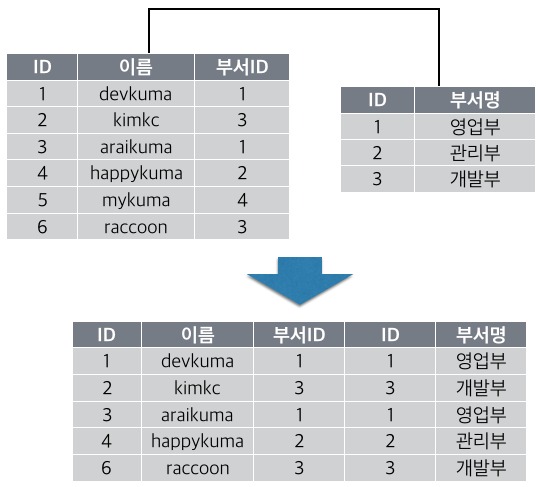 ID 이름 부서ID
1 devkuma 1
2 kimkc 3
3 araikuma 1
4 happykuma 2
5 mykuma 4
6 raccoon 3
ID 부서명
1 영업부
2 관리부
3 개발부
ID 이름 부서ID ID 부서명
1 devkuma 1 1 영업부
2 kimkc 3 3 개발부
3 araikuma 1 1 영업부
4 happykuma 2 2 관리부
6 raccoon 3 3 개발부